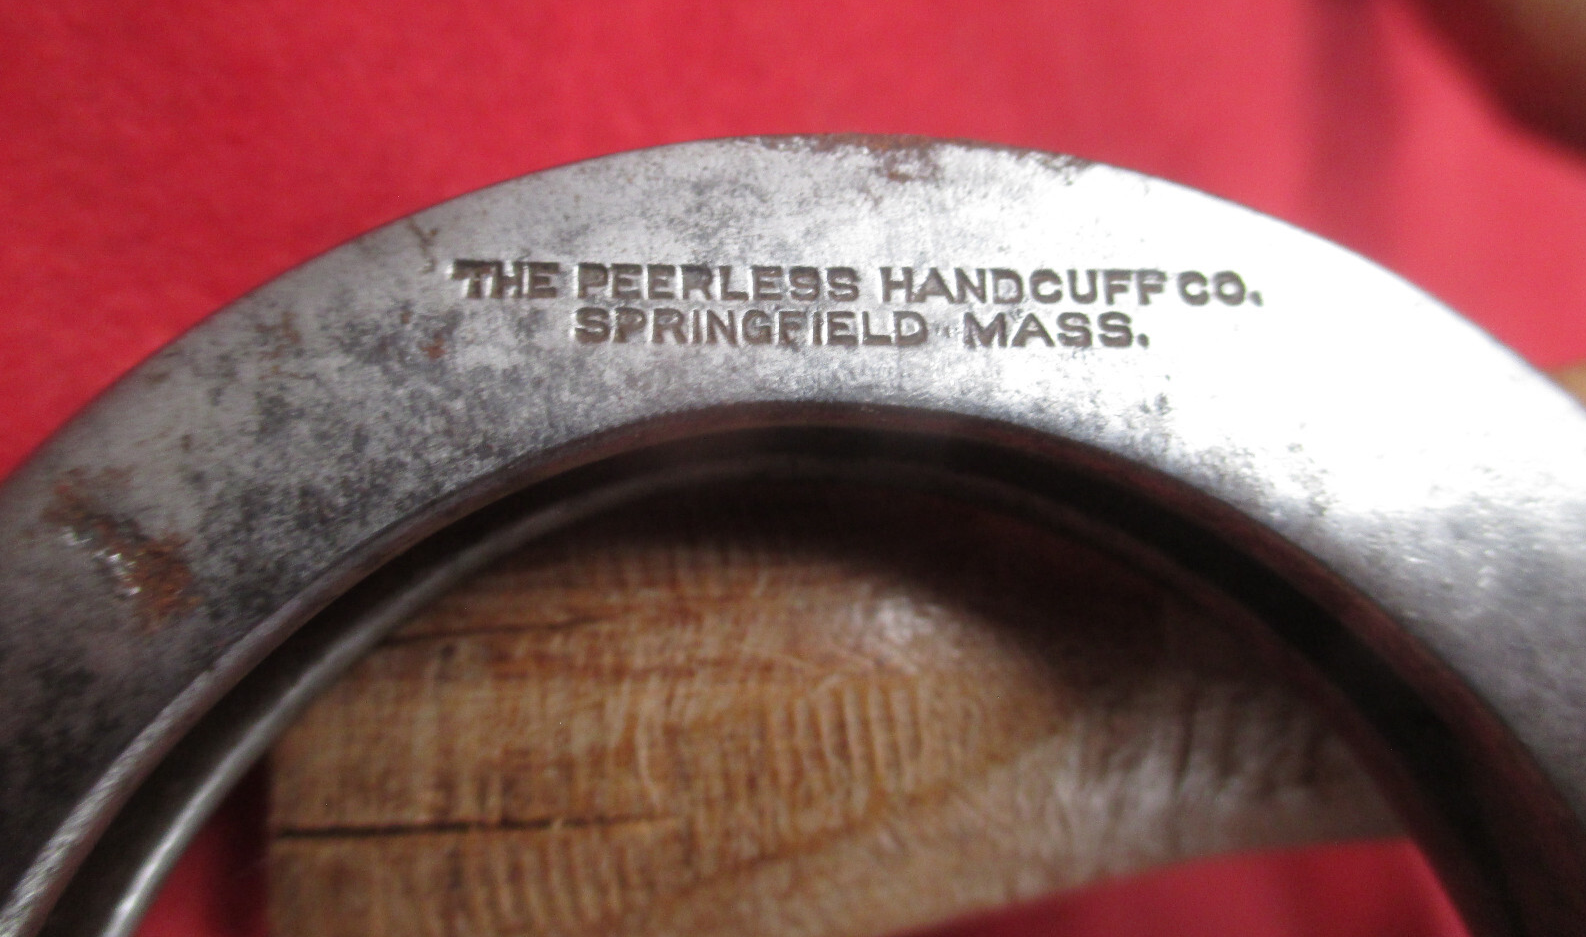 THE PEERLESS HANDCUFF CO.
SPRINGFIELD MASS.